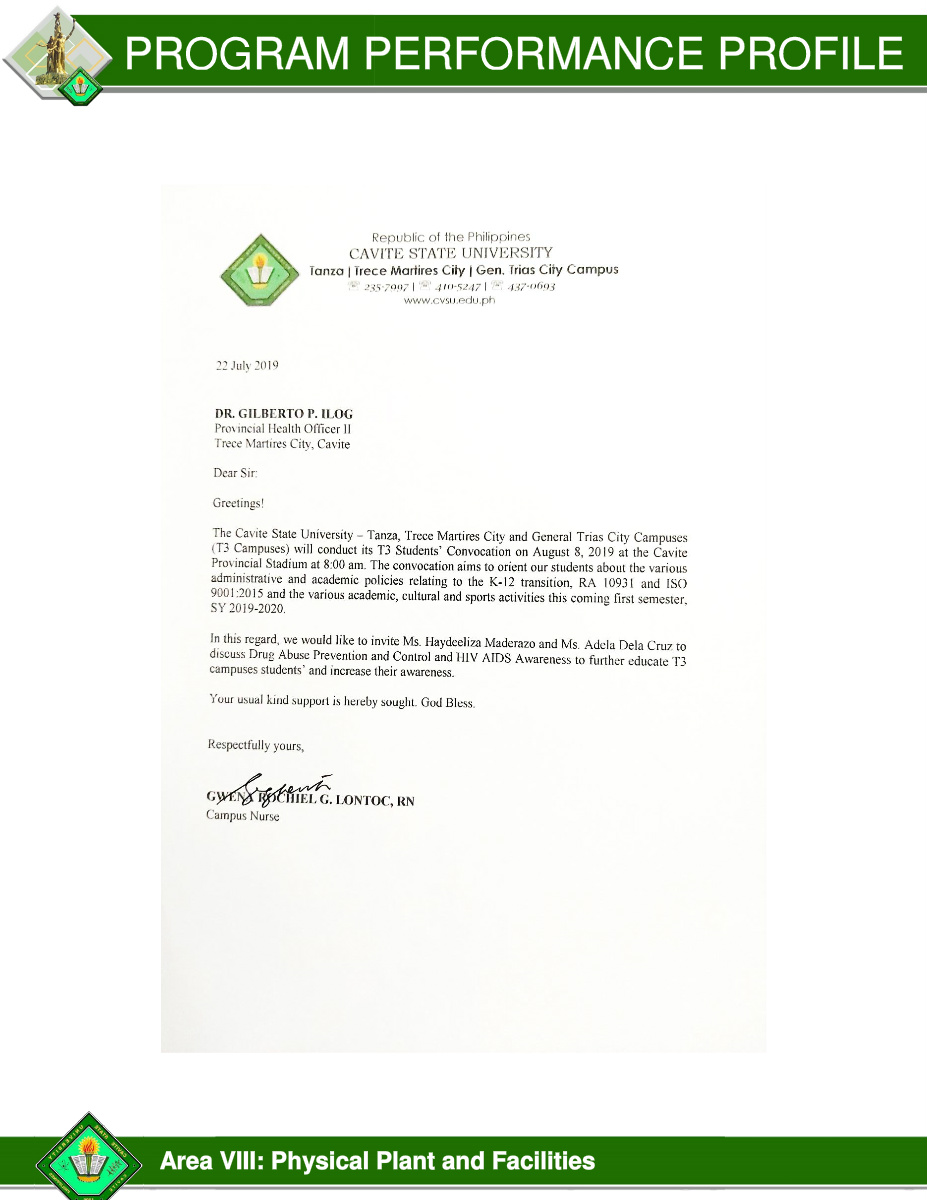 PROGRAM PERFORMANCE PROFILE
Republic of the Philippines
CAVITE STATE UNIVERSITY
Tanza | Trece Martires City | Gen. Trias City Campus
☏ 235-7997 | ☏ 410-5247 | ☏ 437-0693
www.cvsu.edu.ph
22 July 2019
DR. GILBERTO P. ILOG
Provincial Health Officer II
Trece Martires City, Cavite
Dear Sir:
Greetings!
The Cavite State University – Tanza, Trece Martires City and General Trias City Campuses
(T3 Campuses) will conduct its T3 Students' Convocation on August 8, 2019 at the Cavite
Provincial Stadium at 8:00 am. The convocation aims to orient our students about the various
administrative and academic policies relating to the K-12 transition, RA 10931 and ISO
9001:2015 and the various academic, cultural and sports activities this coming first semester,
SY 2019-2020.
In this regard, we would like to invite Ms. Haydeeliza Maderazo and Ms. Adela Dela Cruz to
discuss Drug Abuse Prevention and Control and HIV AIDS Awareness to further educate T3
campuses students' and increase their awareness.
Your usual kind support is hereby sought. God Bless.
Respectfully yours,
ROCHIEL G. LONTOC, RN
Campus Nurse
Area VIII: Physical Plant and Facilities